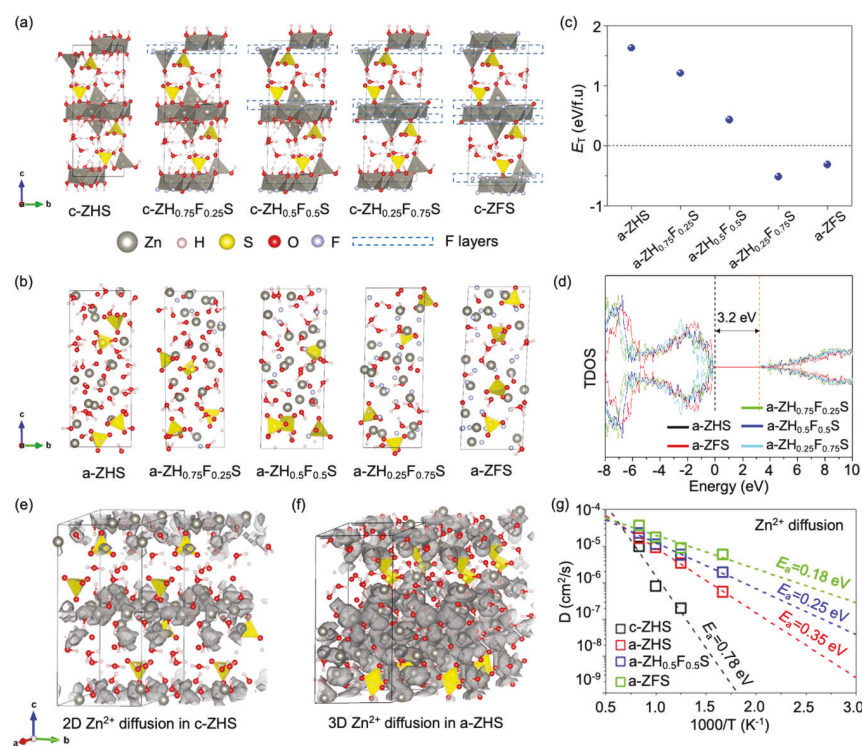 (a)
c
a b
c-ZHS
c-ZH0.75F0.25S
c-ZH0.5F0.5S
c-ZH0.25F0.75S
c-ZFS
Zn H S O F F layers
(b)
c
a b
a-ZHS
a-ZH0.75F0.25S
a-ZH0.5F0.5S
a-ZH0.25F0.75S
a-ZFS
(c)
ET (eV/f.u)
2
1
0
-1
a-ZHS
a-ZH0.75F0.25S
a-ZH0.5F0.5S
a-ZH0.25F0.75S
a-ZFS
(d)
TDOS
3.2 eV
a-ZHS
a-ZFS
a-ZH0.75F0.25S
a-ZH0.5F0.5S
a-ZH0.25F0.75S
-8 -6 -4 -2 0 2 4 6 8 10
Energy (eV)
(e)
c
a b
2D Zn2+ diffusion in c-ZHS
(f)
3D Zn2+ diffusion in a-ZHS
(g)
D (cm2/s)
10-4
10-5
10-6
10-7
10-8
10-9
Zn2+ diffusion
Ea=0.18 eV
Ea=0.25 eV
Ea=0.35 eV
Ea=0.78 eV
c-ZHS
a-ZHS
a-ZH0.5F0.5S
a-ZFS
0.5 1.0 1.5 2.0 2.5 3.0
1000/T (K-1)